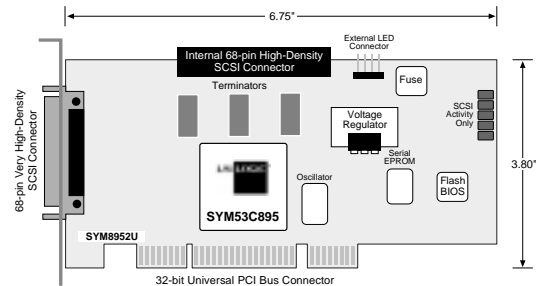 6.75"
External LED
Connector
Internal 68-pin High-Density
SCSI Connector
Fuse
Terminators
SCSI
Activity
Only
Voltage
Regulator
68-pin Very High-Density
SCSI Connector
3.80"
Serial
EPROM
Oscillator
Flash
BIOS
LOGIC
SYM53C895
SYM8952U
32-bit Universal PCI Bus Connector